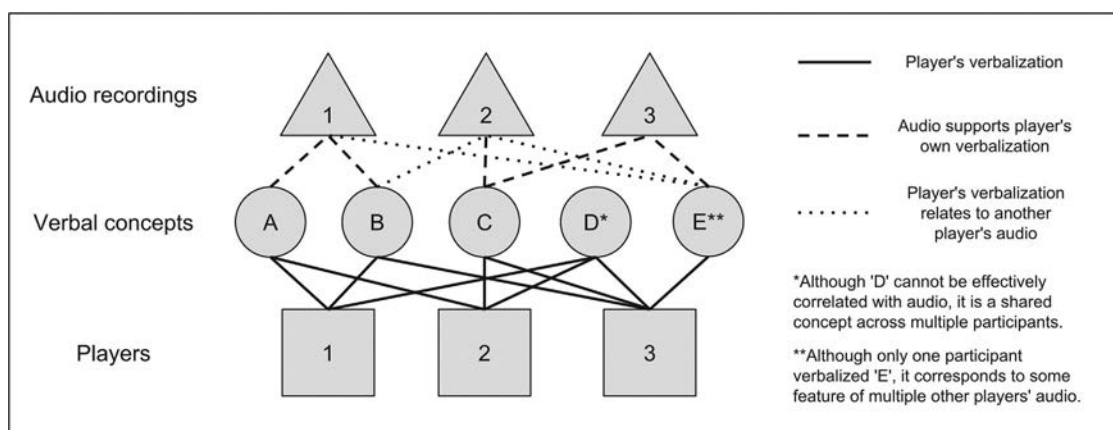 Audio recordings
1
2
3
Verbal concepts
A
B
C
D*
E**
Players
1
2
3
Player's verbalization
Audio supports player's
own verbalization
Player's verbalization
relates to another
player's audio
*Although 'D' cannot be effectively
correlated with audio, it is a shared
concept across multiple participants.
**Although only one participant
verbalized 'E', it corresponds to some
feature of multiple other players' audio.